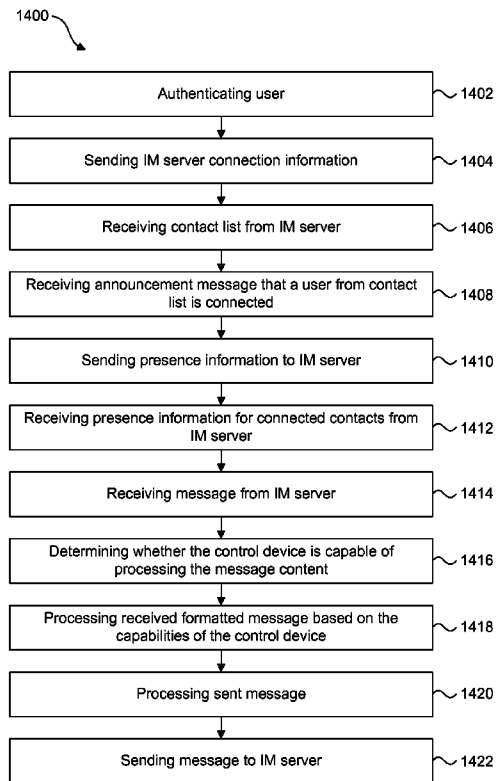 1400
Authenticating user
1402
Sending IM server connection information
1404
Receiving contact list from IM server
1406
Receiving announcement message that a user from contact
list is connected
1408
Sending presence information to IM server
1410
Receiving presence information for connected contacts from
IM server
1412
Receiving message from IM server
1414
Determining whether the control device is capable of
processing the message content
1416
Processing received formatted message based on the
capabilities of the control device
1418
Processing sent message
1420
Sending message to IM server
1422